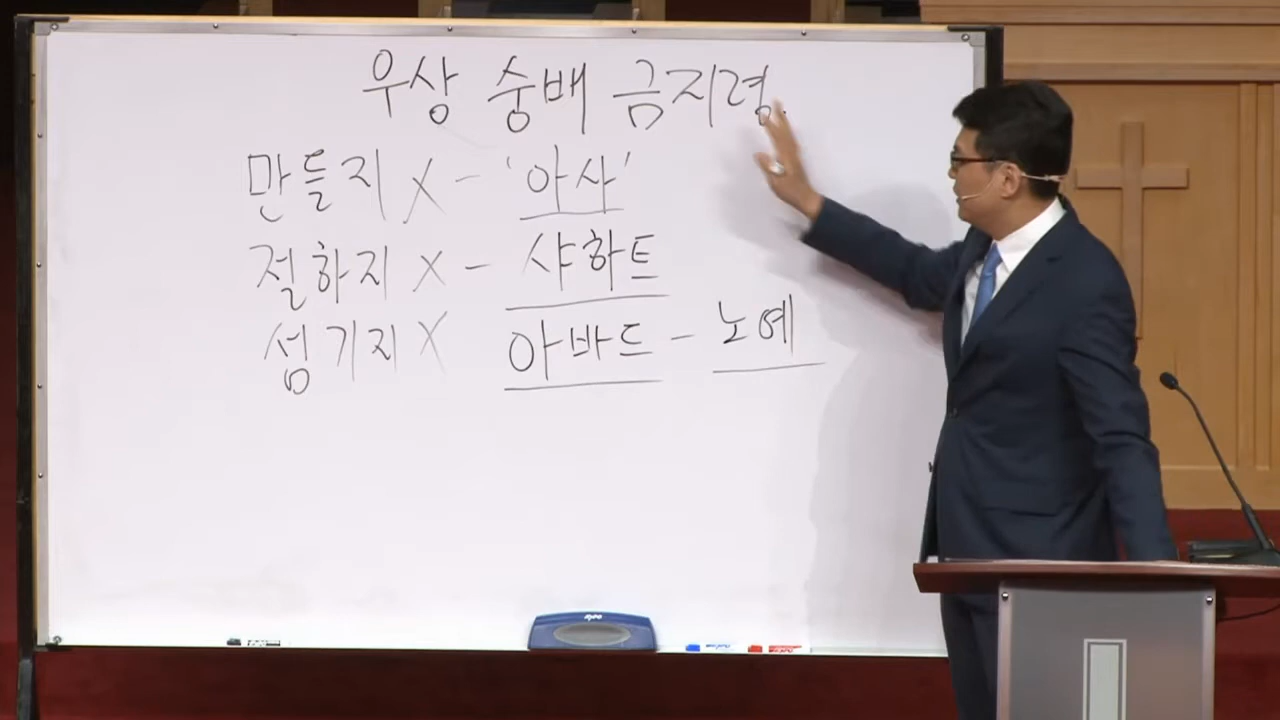 우상 숭배 금지령
만들지 X - '아사'
절하지 X - 샤하트
섬기지 X 아바드 - 노예
expo